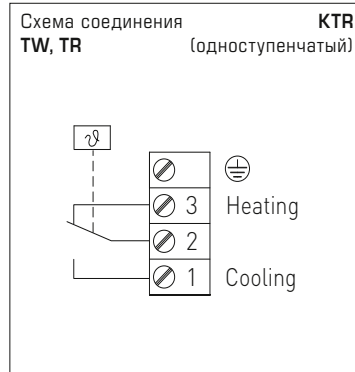 Схема соединения KTR
TW, TR (одноступенчатый)
ϑ
3 Heating
2
1 Cooling